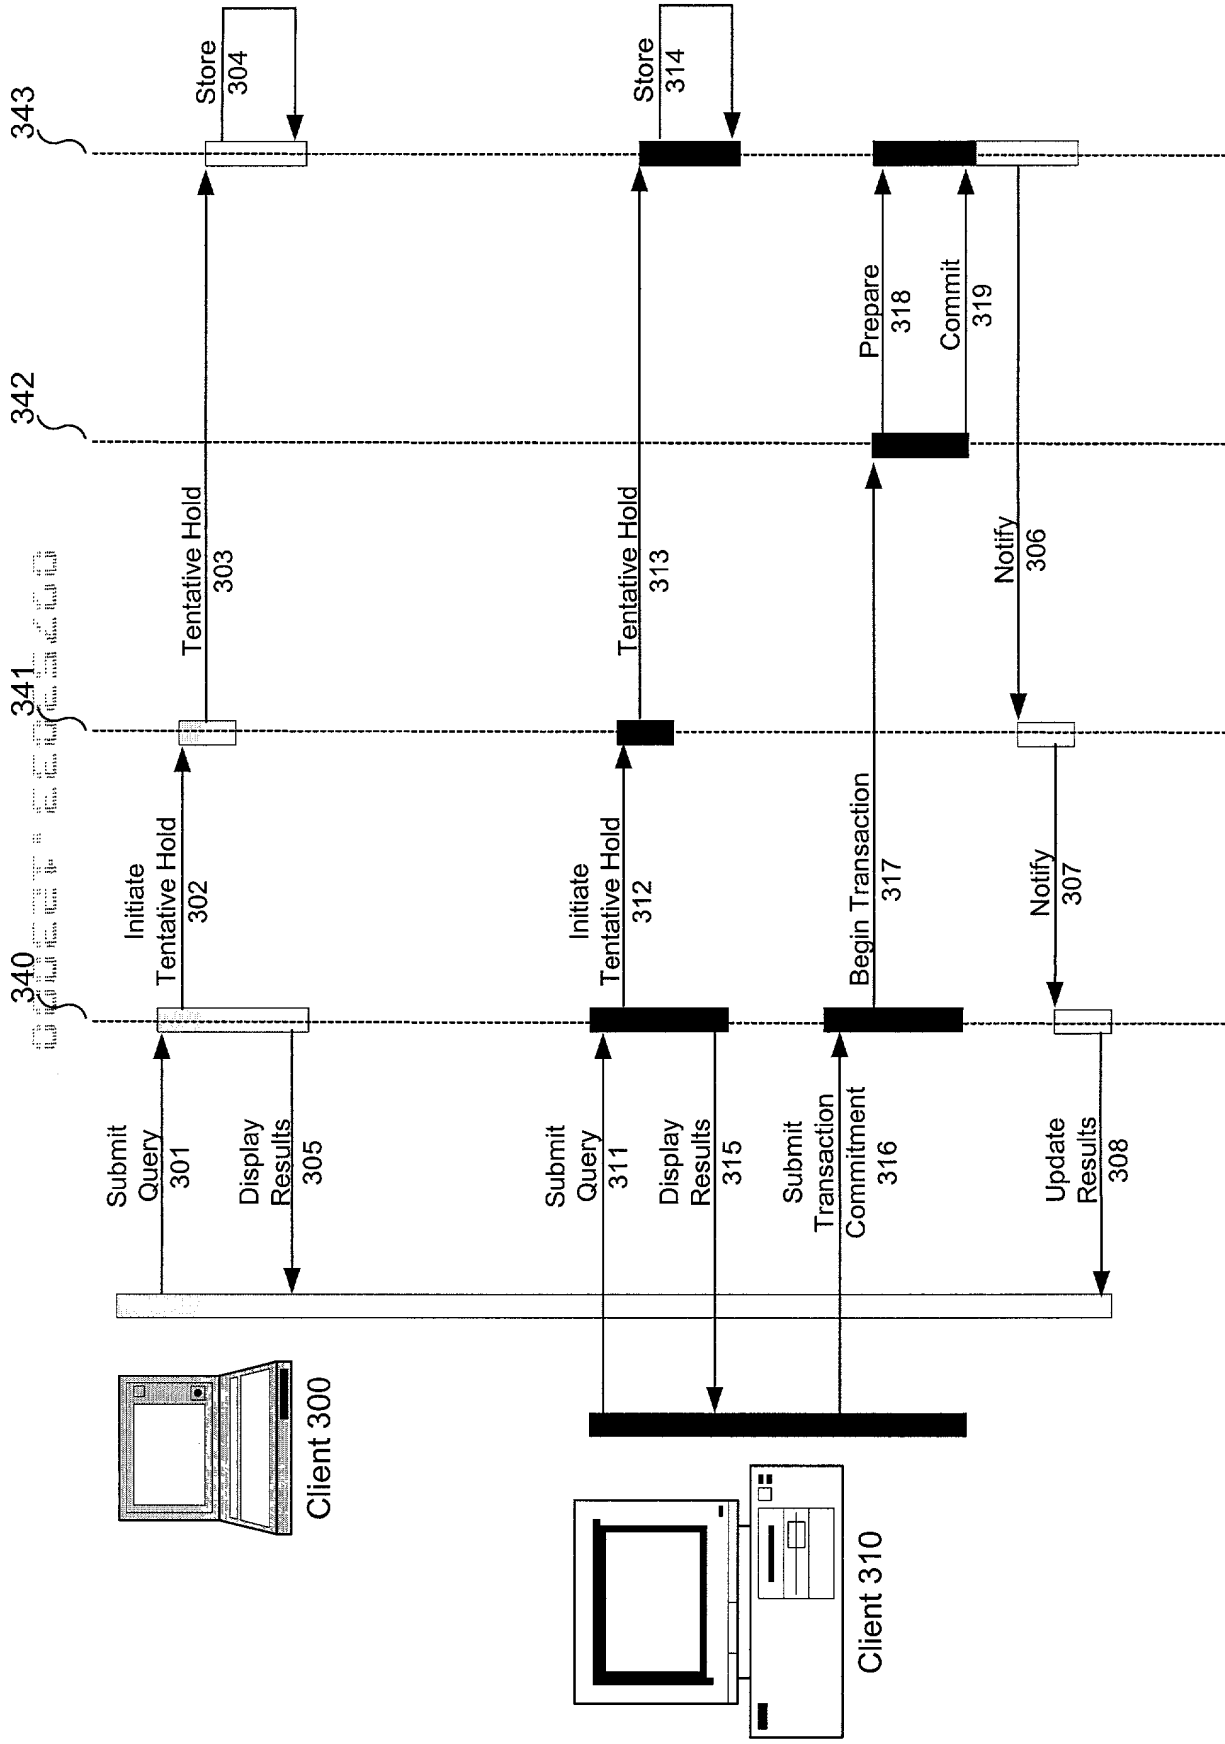 340
341
342
343
Submit
Query
301
Initiate
Tentative Hold
302
Tentative Hold
303
Store
304
Display
Results
305
Client 300
Submit
Query
311
Initiate
Tentative Hold
312
Tentative Hold
313
Store
314
Display
Results
315
Submit
Transaction
Commitment
316
Begin Transaction
317
Prepare
318
Commit
319
Notify
306
Notify
307
Update
Results
308
Client 310